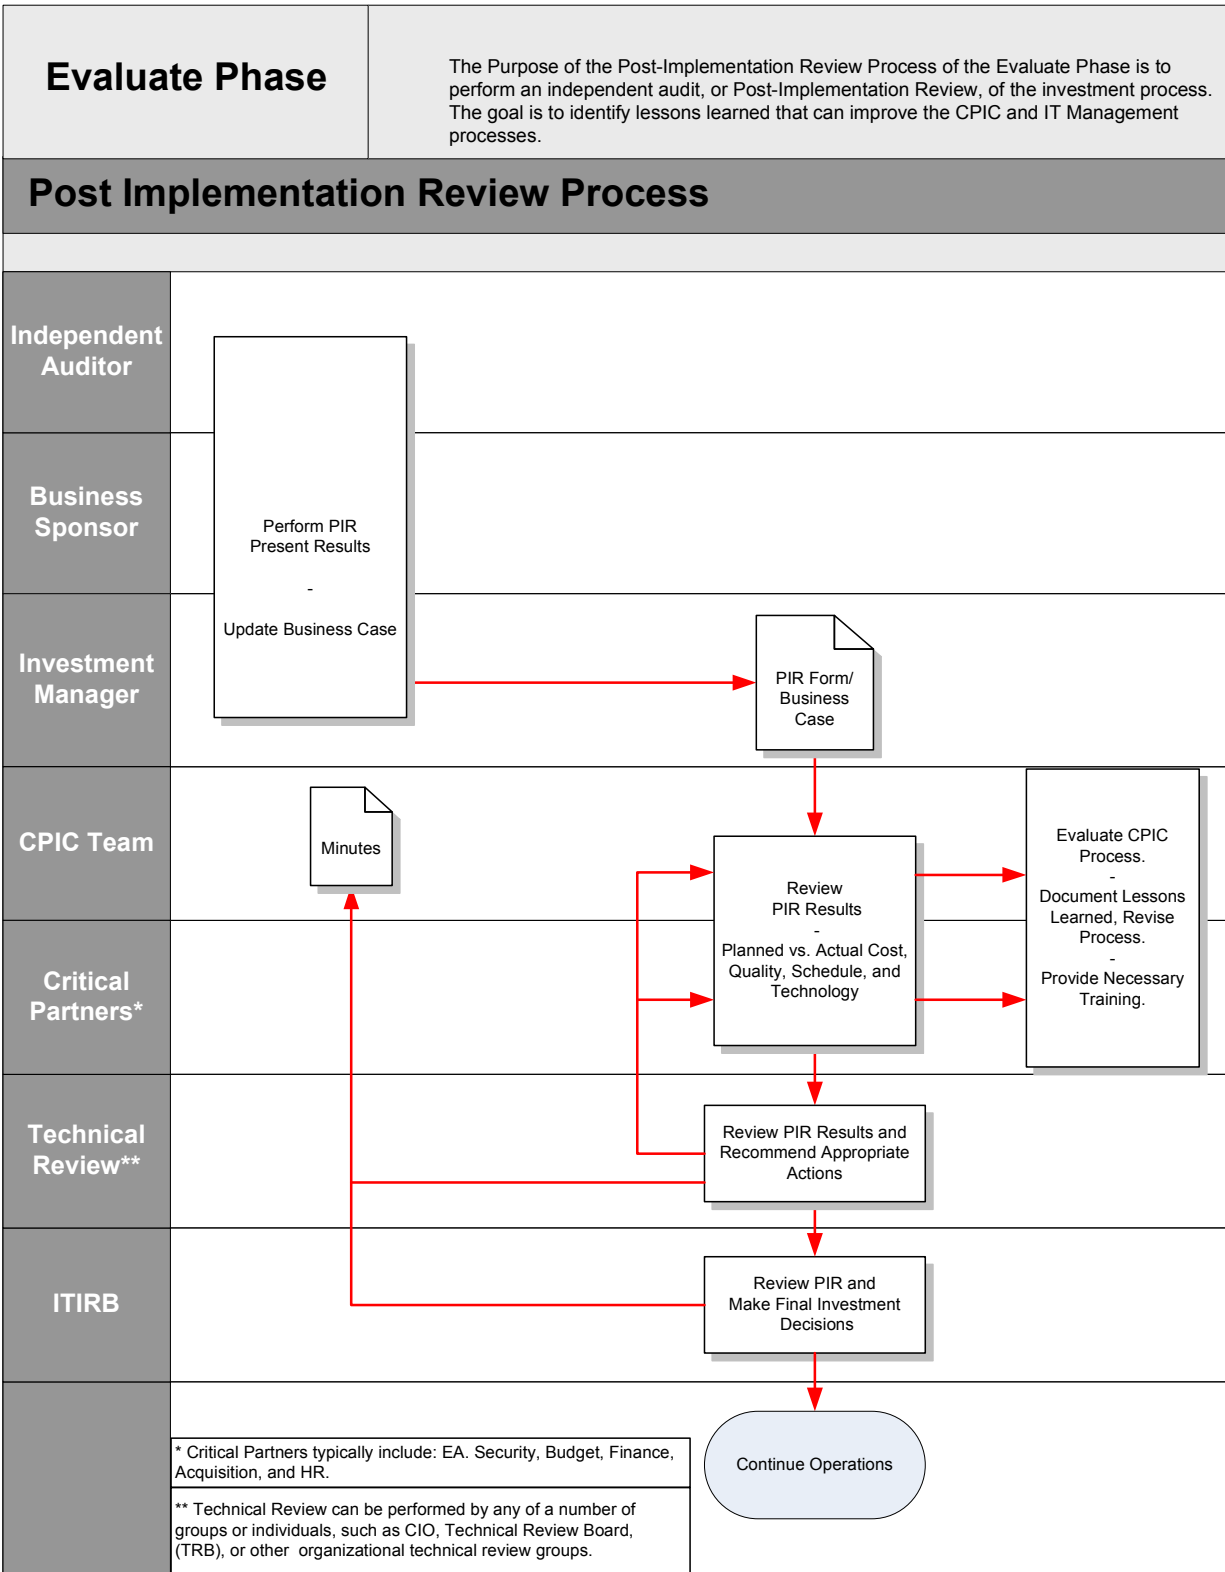 Evaluate Phase
The Purpose of the Post-Implementation Review Process of the Evaluate Phase is to
perform an independent audit, or Post-Implementation Review, of the investment process.
The goal is to identify lessons learned that can improve the CPIC and IT Management
processes.
Post Implementation Review Process
Independent
Auditor
Business
Sponsor
Perform PIR
Present Results
-
Update Business Case
Investment
Manager
PIR Form/
Business
Case
CPIC Team
Minutes
Review
PIR Results
-
Planned vs. Actual Cost,
Quality, Schedule, and
Technology
Evaluate CPIC
Process.
-
Document Lessons
Learned, Revise
Process.
-
Provide Necessary
Training.
Critical
Partners*
Technical
Review**
Review PIR Results and
Recommend Appropriate
Actions
ITIRB
Review PIR and
Make Final Investment
Decisions
Continue Operations
* Critical Partners typically include: EA. Security, Budget, Finance,
Acquisition, and HR.
** Technical Review can be performed by any of a number of
groups or individuals, such as CIO, Technical Review Board,
(TRB), or other organizational technical review groups.